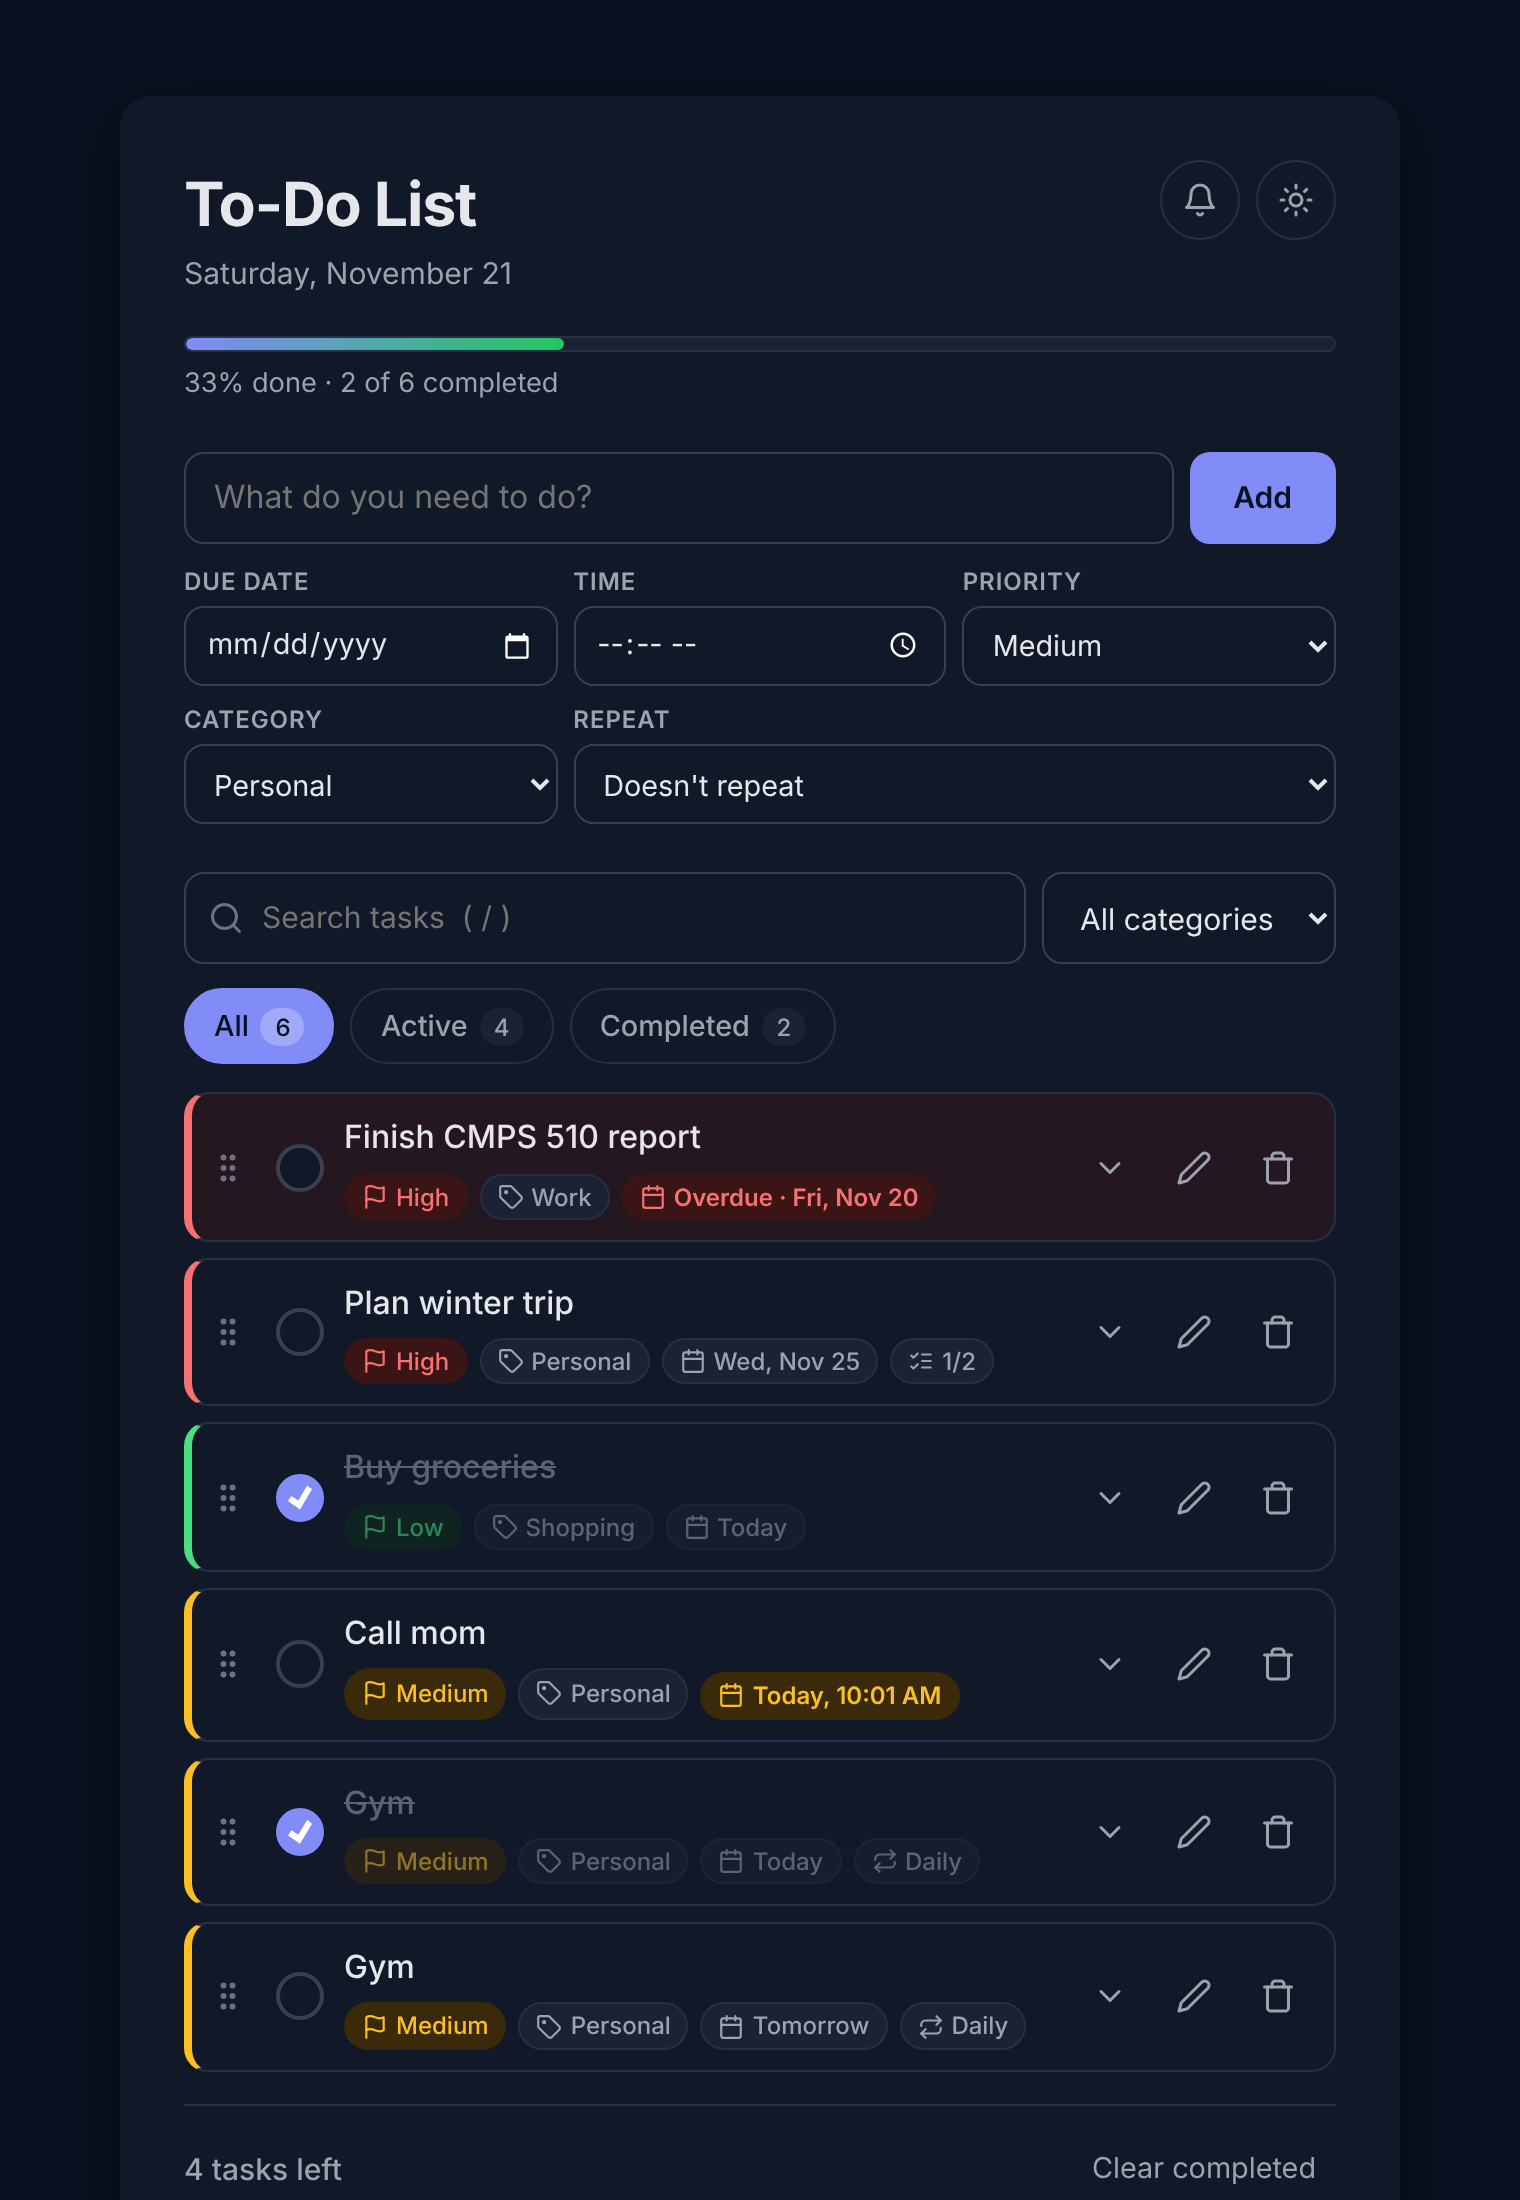 To-Do List
Saturday, November 21
33% done · 2 of 6 completed
What do you need to do?
Add
DUE DATE
TIME
PRIORITY
mm/dd/yyyy
--:-- --
Medium
CATEGORY
REPEAT
Personal
Doesn't repeat
Search tasks ( / )
All categories
All 6
Active 4
Completed 2
Finish CMPS 510 report
High
Work
Overdue · Fri, Nov 20
Plan winter trip
High
Personal
Wed, Nov 25
1/2
Buy groceries
Low
Shopping
Today
Call mom
Medium
Personal
Today, 10:01 AM
Gym
Medium
Personal
Today
Daily
Gym
Medium
Personal
Tomorrow
Daily
4 tasks left
Clear completed